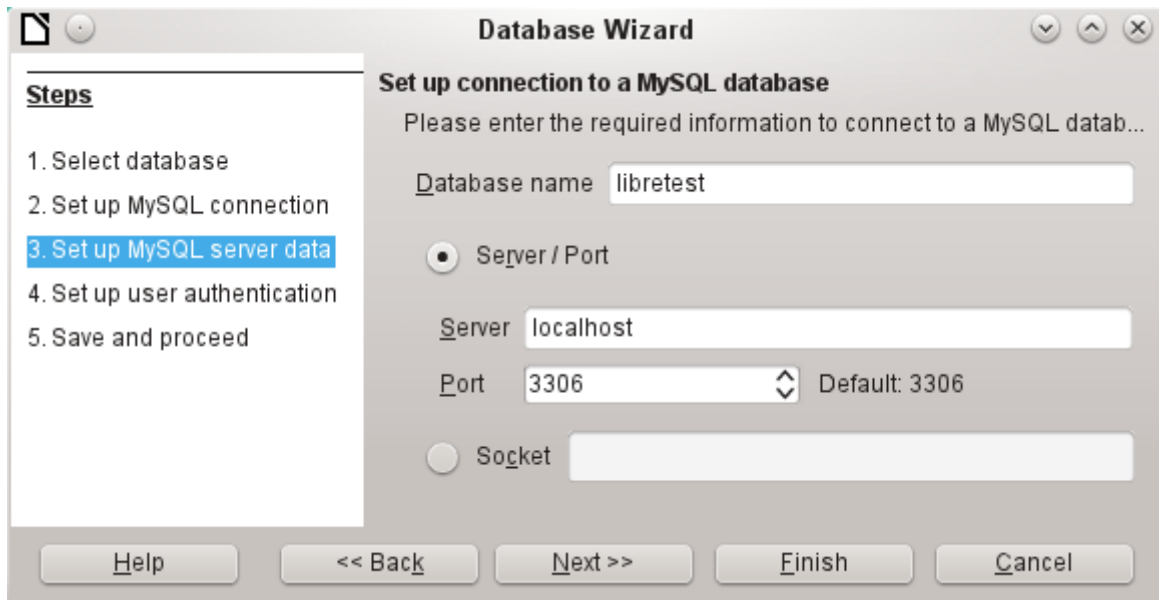 Database Wizard
Steps
1. Select database
2. Set up MySQL connection
3. Set up MySQL server data
4. Set up user authentication
5. Save and proceed
Set up connection to a MySQL database
Please enter the required information to connect to a MySQL datab...
Database name libretest
Server / Port
Server localhost
Port 3306 Default: 3306
Socket
Help << Back Next >> Finish Cancel